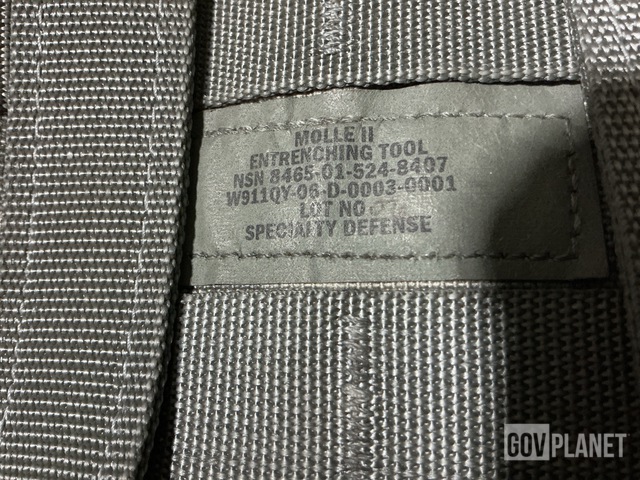 MOLLE II
ENTRENCHING TOOL
NSN 8465-01-524-8407
W911QY-06-D-0003-0001
LOT NO
SPECIALTY DEFENSE
GOVPLANET